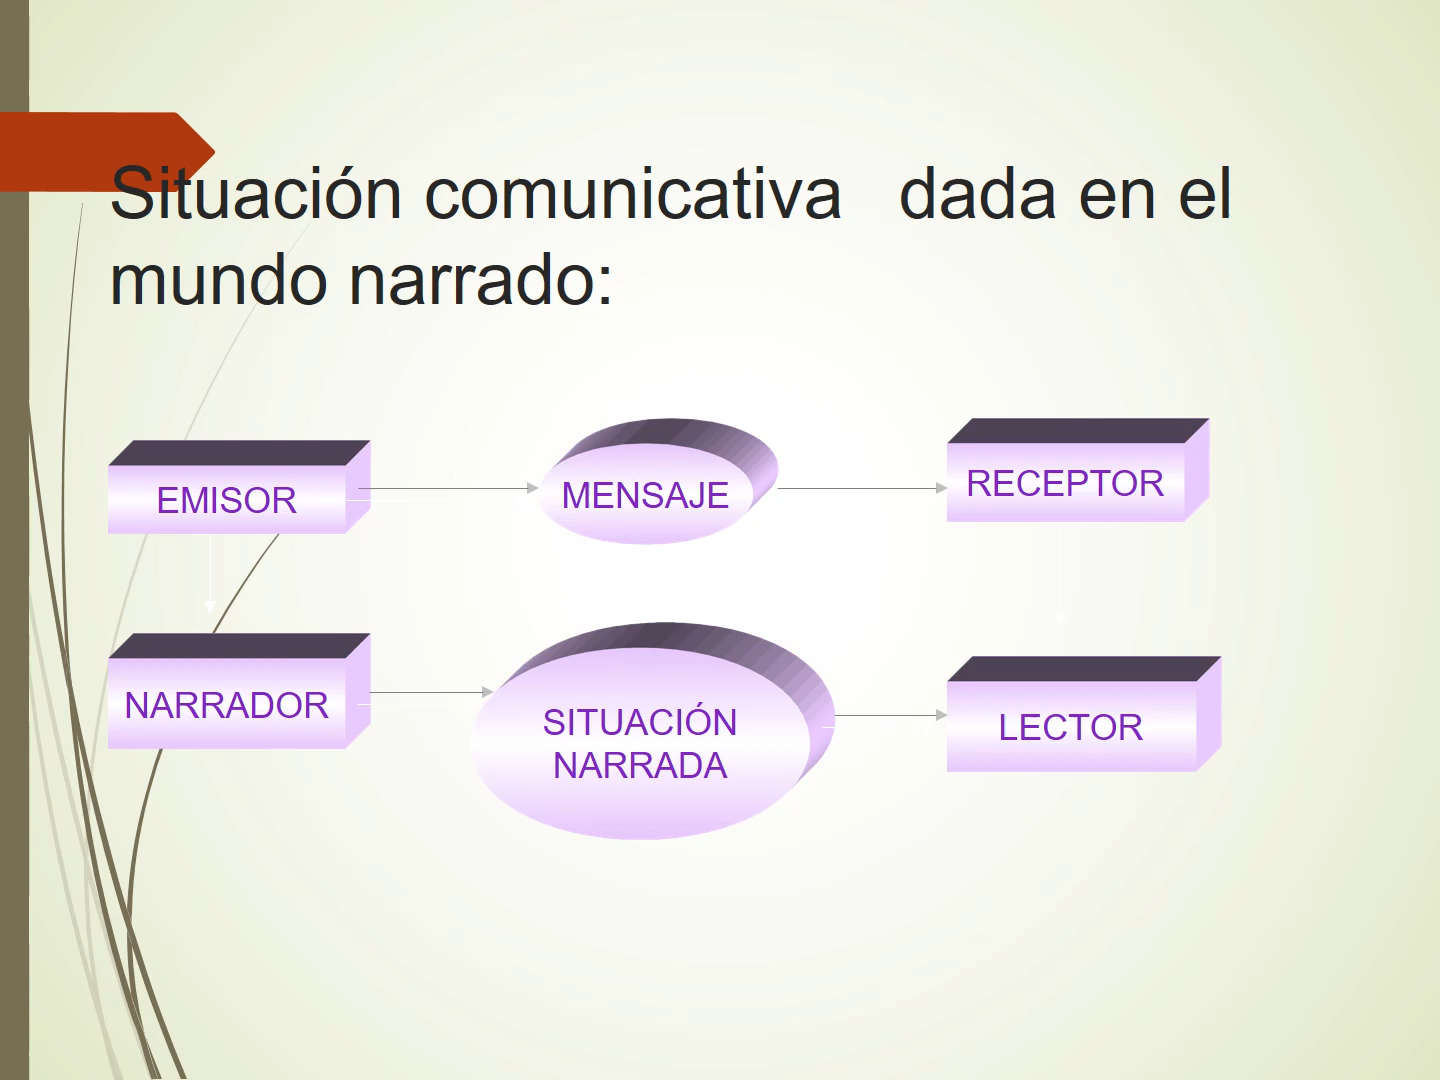 Situación comunicativa   dada en el
mundo narrado:
EMISOR
MENSAJE
RECEPTOR
NARRADOR
SITUACIÓN
NARRADA
LECTOR